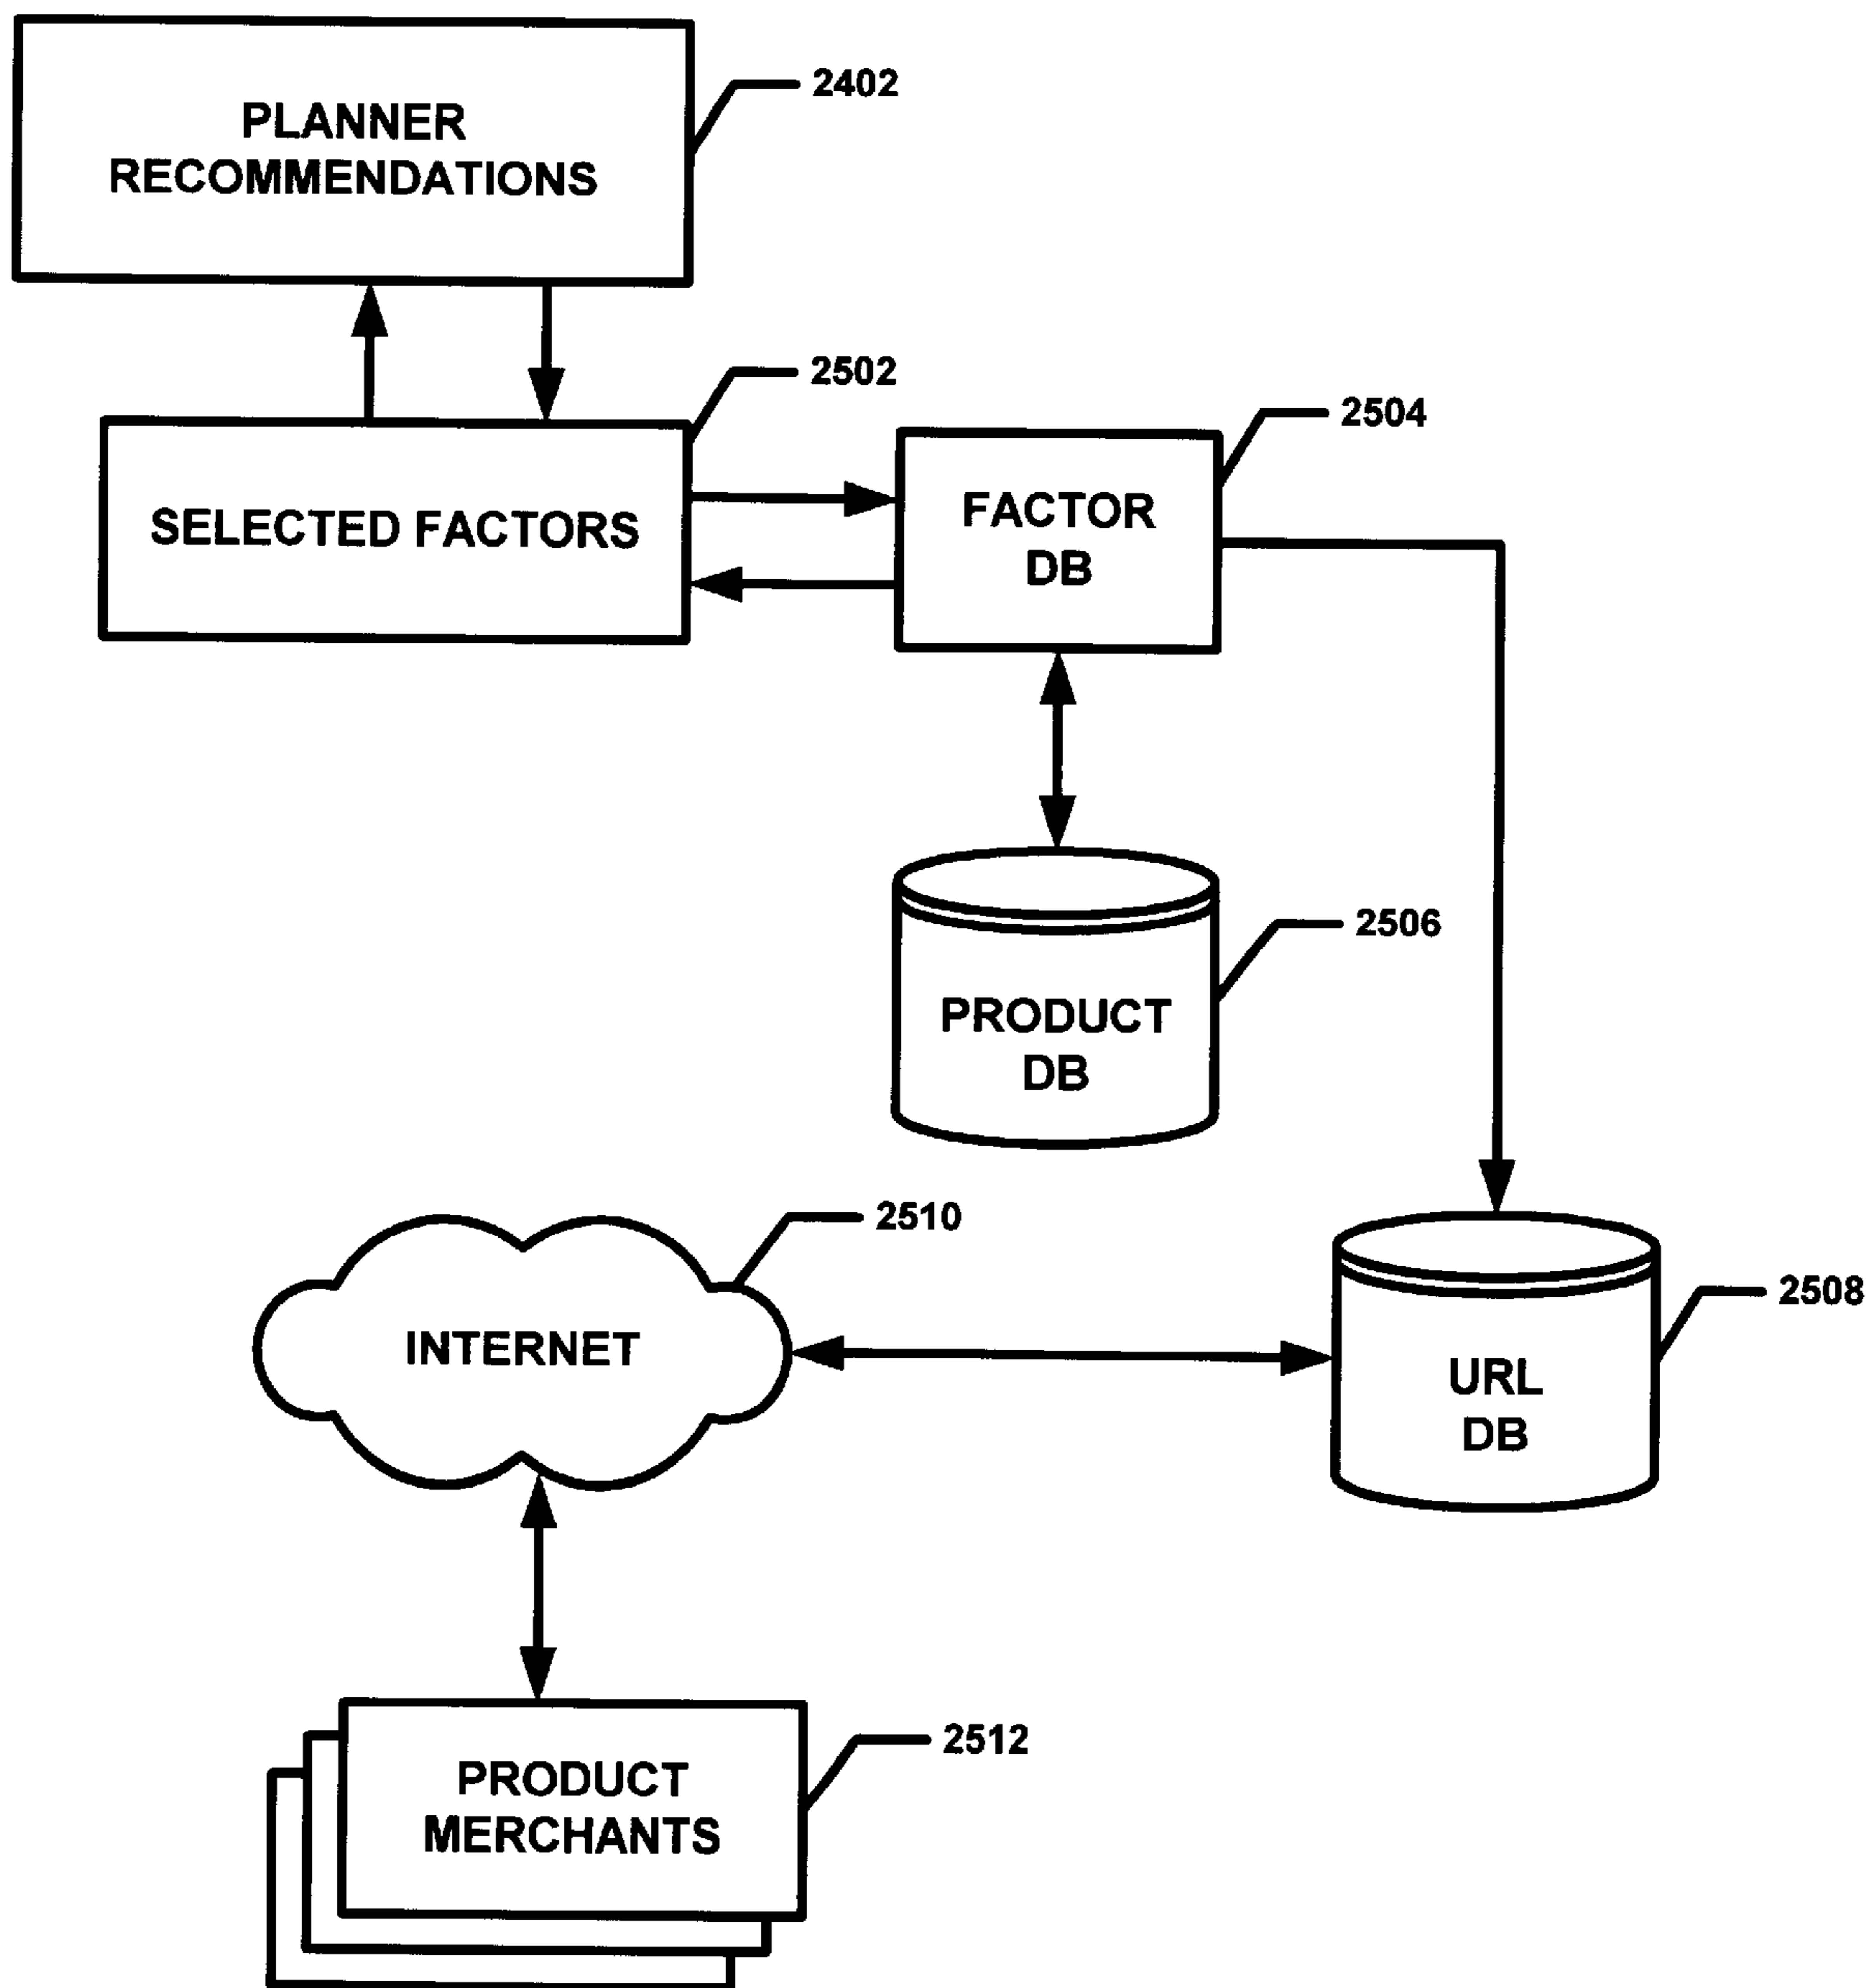 PLANNER
RECOMMENDATIONS
2402
SELECTED FACTORS
2502
FACTOR
DB
2504
PRODUCT
DB
2506
INTERNET
2510
URL
DB
2508
PRODUCT
MERCHANTS
2512